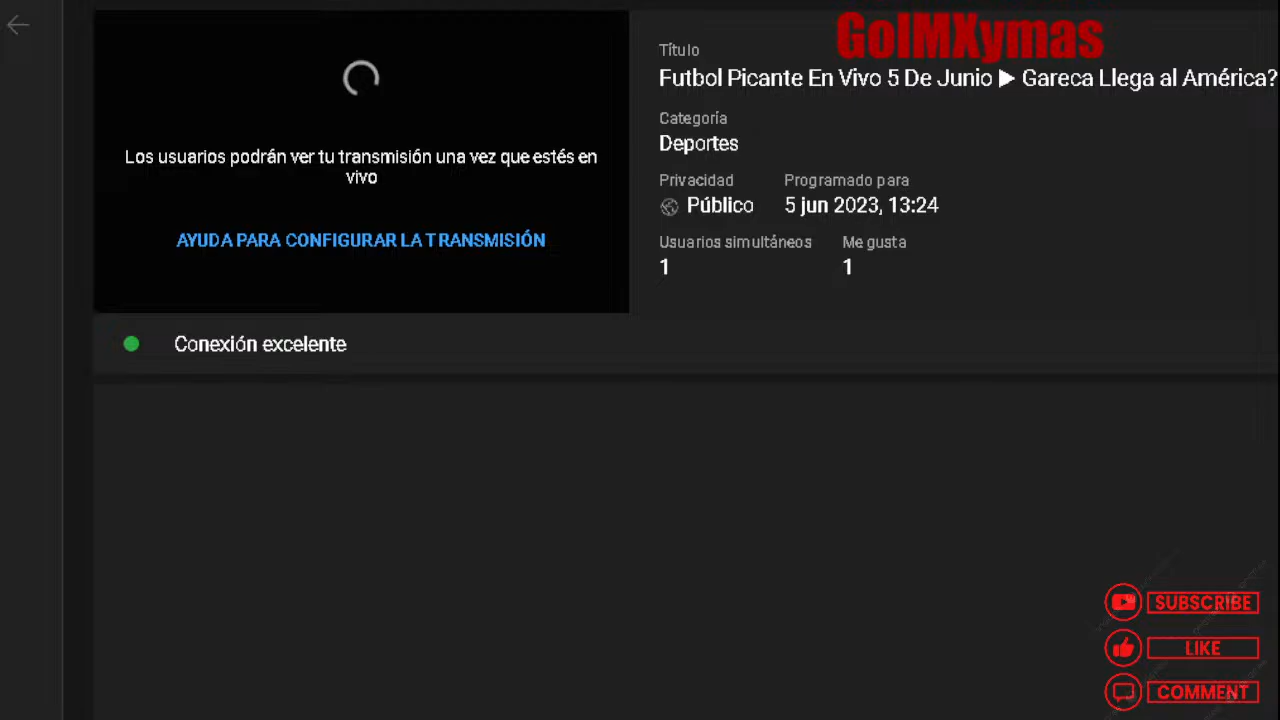 GolMXymas
Título
Futbol Picante En Vivo 5 De Junio ▶ Gareca Llega al América?
Los usuarios podrán ver tu transmisión una vez que estés en
vivo
AYUDA PARA CONFIGURAR LA TRANSMISIÓN
Categoría
Deportes
Privacidad Programado para
Público 5 jun 2023, 13:24
Usuarios simultáneos Me gusta
1 1
Conexión excelente
SUBSCRIBE
LIKE
COMMENT